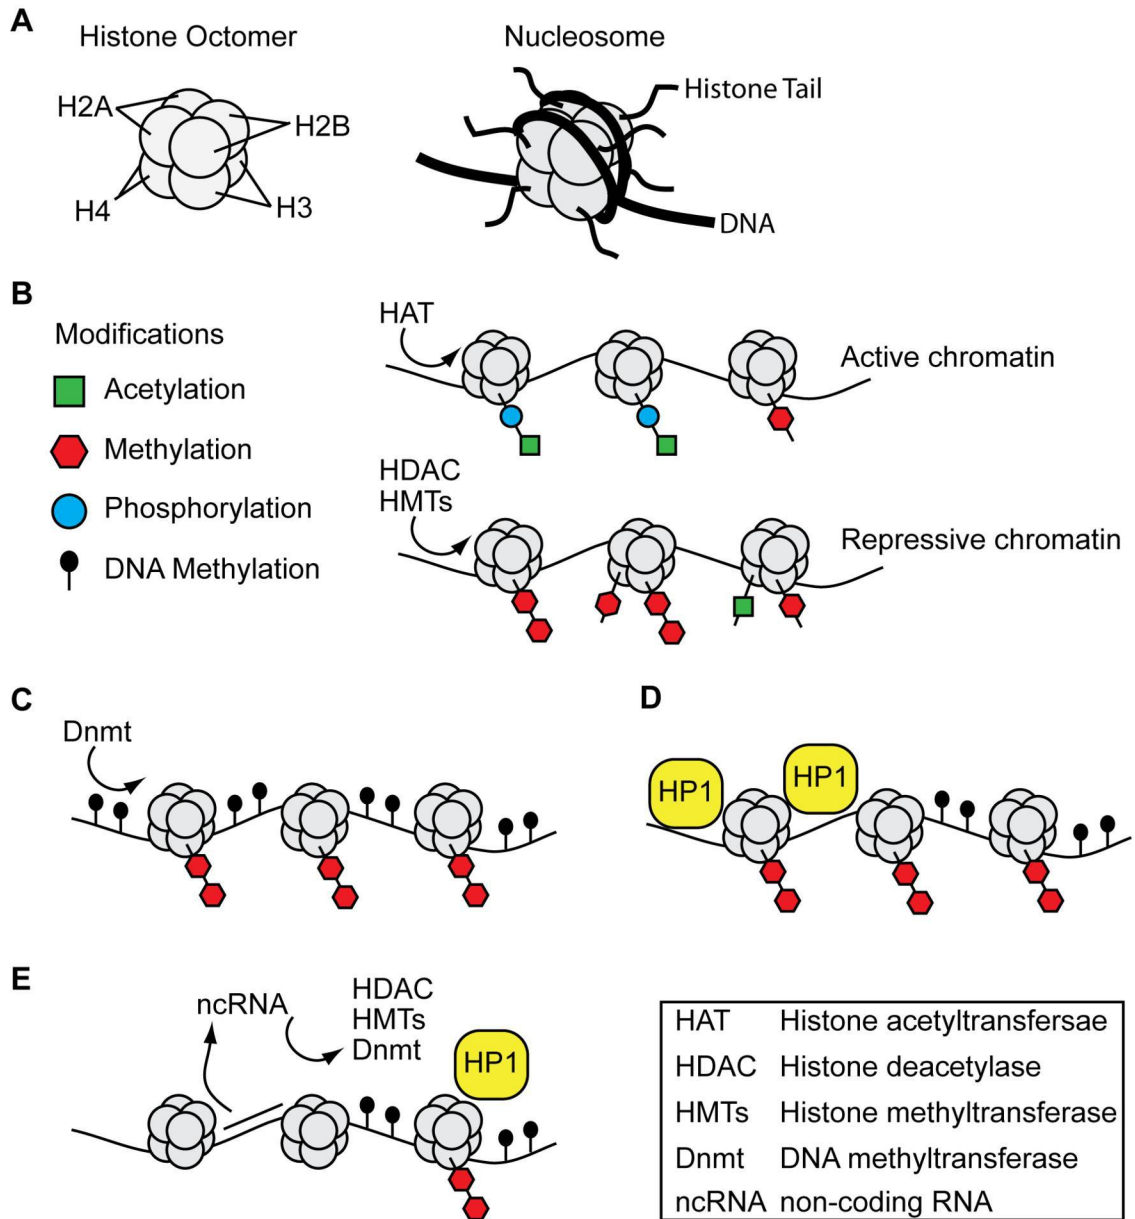 A
Histone Octomer
Nucleosome
H2A
H2B
H4
H3
Histone Tail
DNA
B
Modifications
Acetylation
Methylation
Phosphorylation
DNA Methylation
HAT
Active chromatin
HDAC
HMTs
Repressive chromatin
C
Dnmt
D
HP1
HP1
E
ncRNA
HDAC
HMTs
Dnmt
HP1
HAT Histone acetyltransfersae
HDAC Histone deacetylase
HMTs Histone methyltransferase
Dnmt DNA methyltransferase
ncRNA non-coding RNA